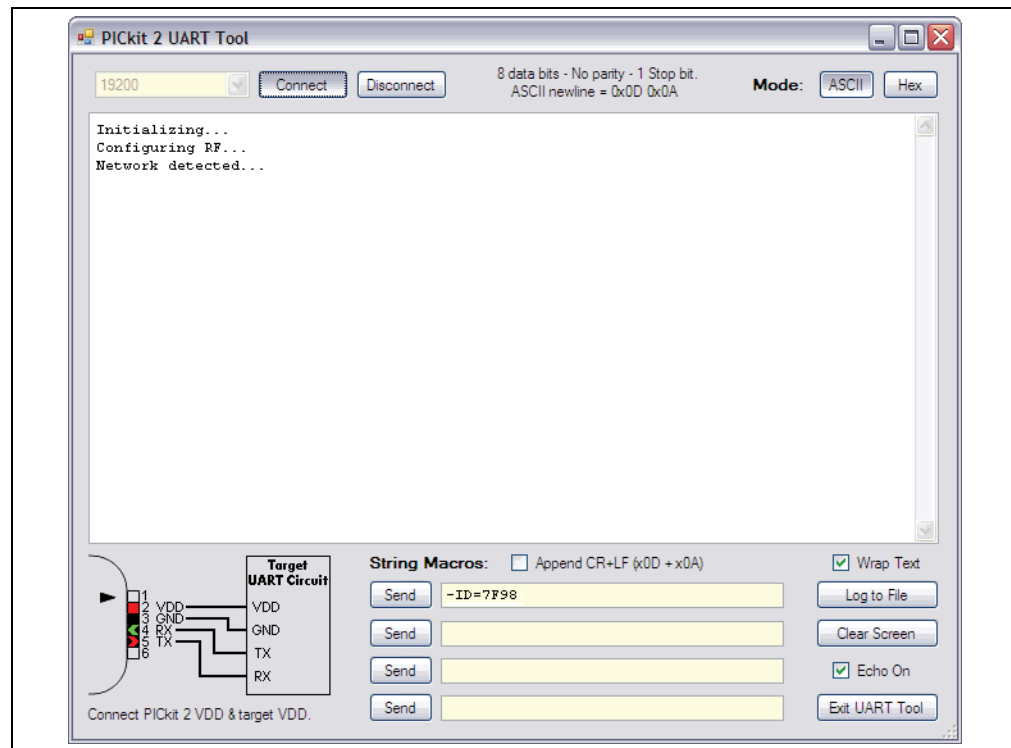 PICkit 2 UART Tool
19200
Connect
Disconnect
8 data bits - No parity - 1 Stop bit.
ASCII newline = 0x0D 0x0A
Mode:
ASCII
Hex
Initializing...
Configuring RF...
Network detected...
Target
UART Circuit
1
2 VDD
3 GND
4 RX
5 TX
6
VDD
GND
TX
RX
Connect PICkit 2 VDD & target VDD.
String Macros:
Append CR+LF (x0D + x0A)
Wrap Text
Send
-ID=7F98
Log to File
Send
Clear Screen
Send
Echo On
Send
Exit UART Tool